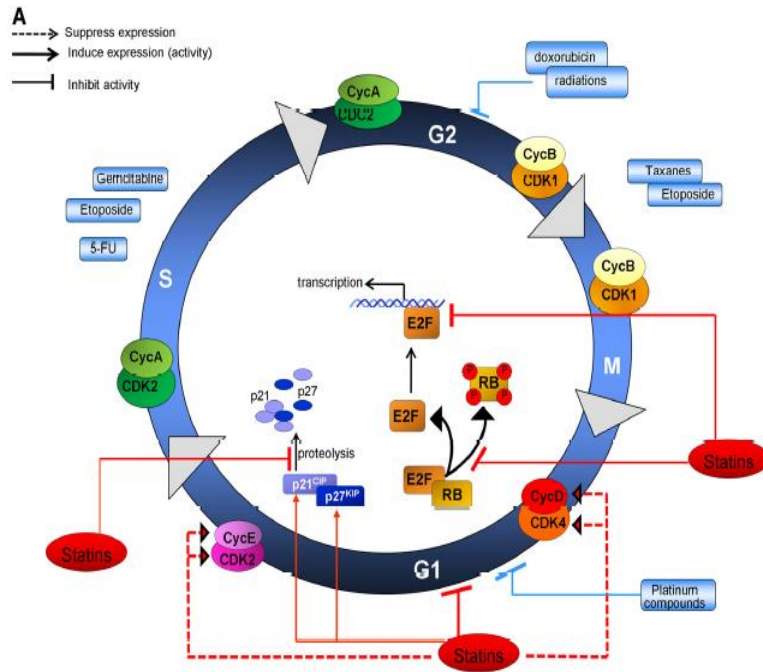 A
Suppress expression
Induce expression (activity)
Inhibit activity
doxorubicin
radiations
CycA
CDC2
G2
CycB
CDK1
Taxanes
Etoposide
Gemcitabine
Etoposide
5-FU
S
CycB
CDK1
transcription
E2F
CycA
CDK2
p21
p27
P
P
RB
P
P
M
E2F
proteolysis
Statins
p21CIP
p27KIP
E2F
RB
CycD
CDK4
CycE
CDK2
Statins
G1
Platinum
compounds
Statins